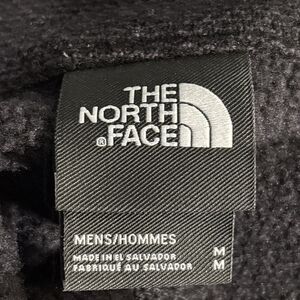 THE
NORTH
®FACE
MENS/HOMMES
MADE IN EL SALVADOR M
FABRIQUÉ AU SALVADOR M